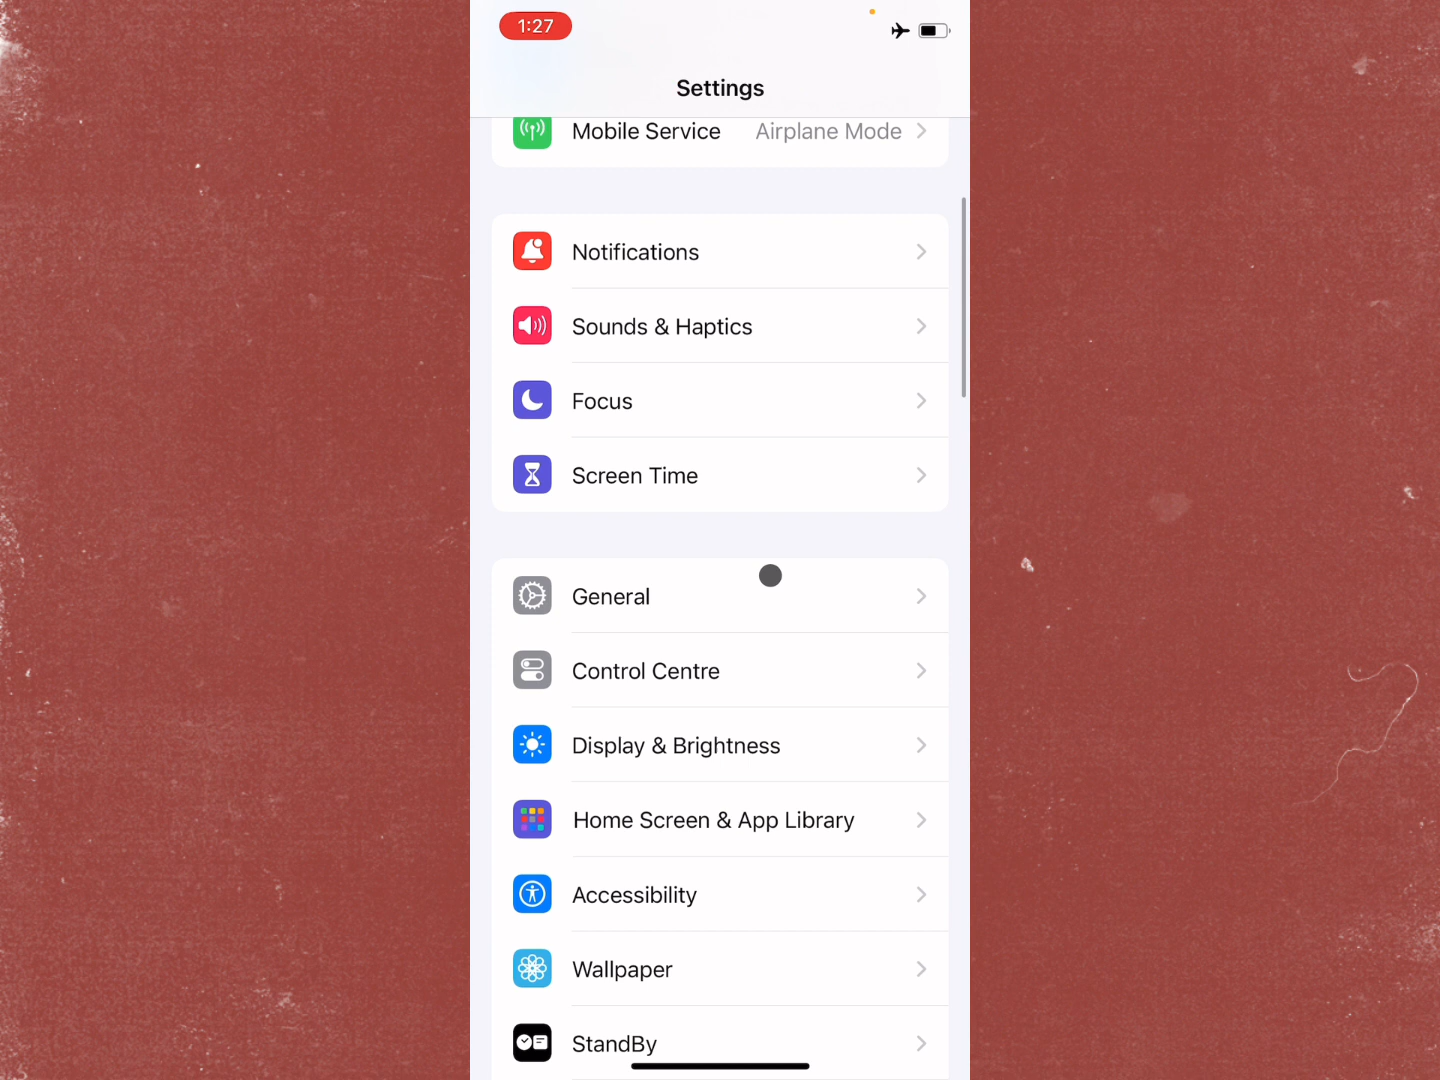 1:27
Settings
Mobile Service Airplane Mode
Notifications
Sounds & Haptics
Focus
Screen Time
General
Control Centre
Display & Brightness
Home Screen & App Library
Accessibility
Wallpaper
StandBy